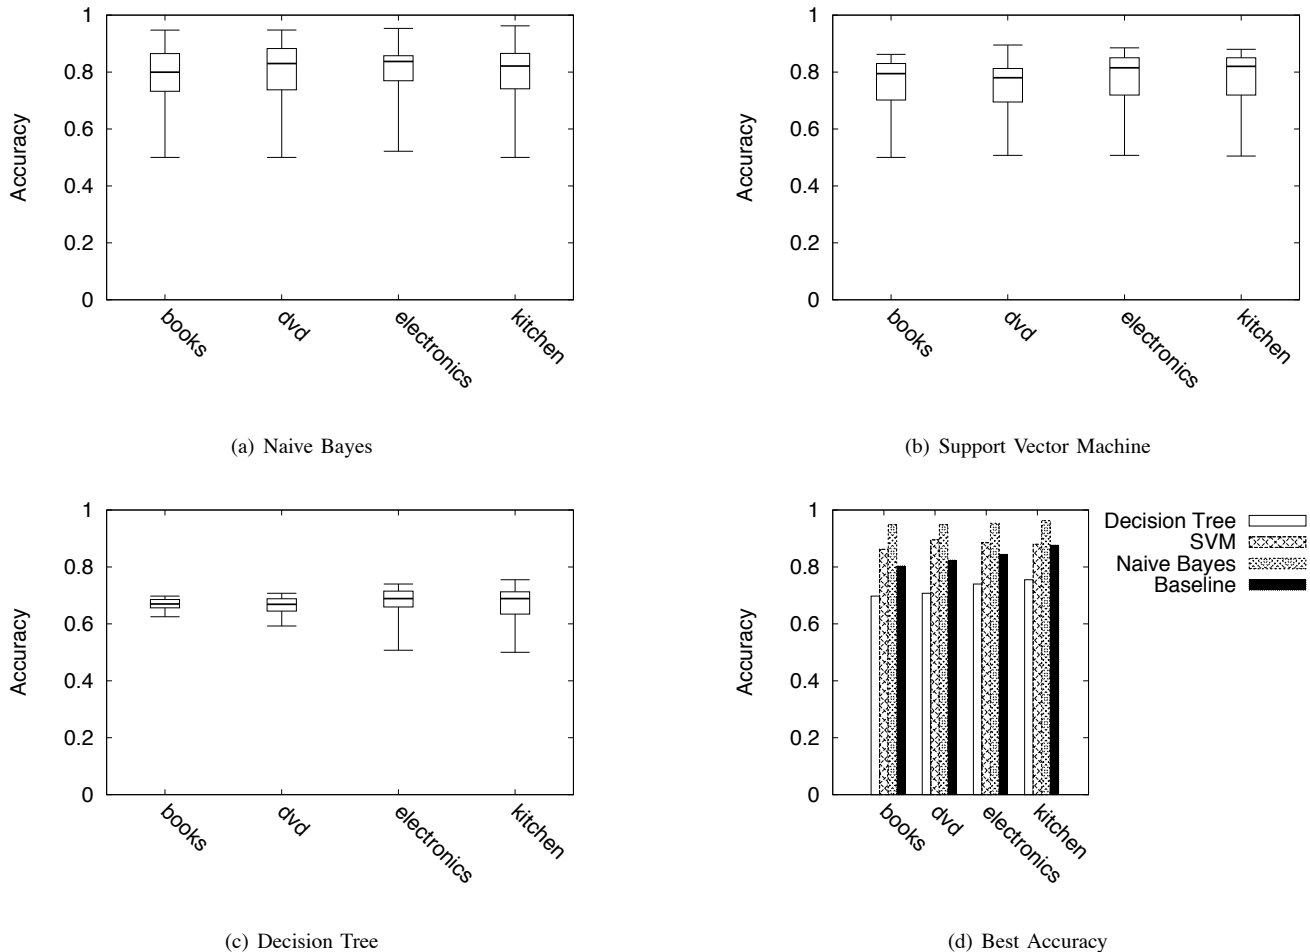 1
0.8
0.6
0.4
0.2
0
Accuracy
books
dvd
electronics
kitchen
(a) Naive Bayes
1
0.8
0.6
0.4
0.2
0
Accuracy
books
dvd
electronics
kitchen
(b) Support Vector Machine
1
0.8
0.6
0.4
0.2
0
Accuracy
books
dvd
electronics
kitchen
(c) Decision Tree
1
0.8
0.6
0.4
0.2
0
Accuracy
books
dvd
electronics
kitchen
Decision Tree
SVM
Naive Bayes
Baseline
(d) Best Accuracy